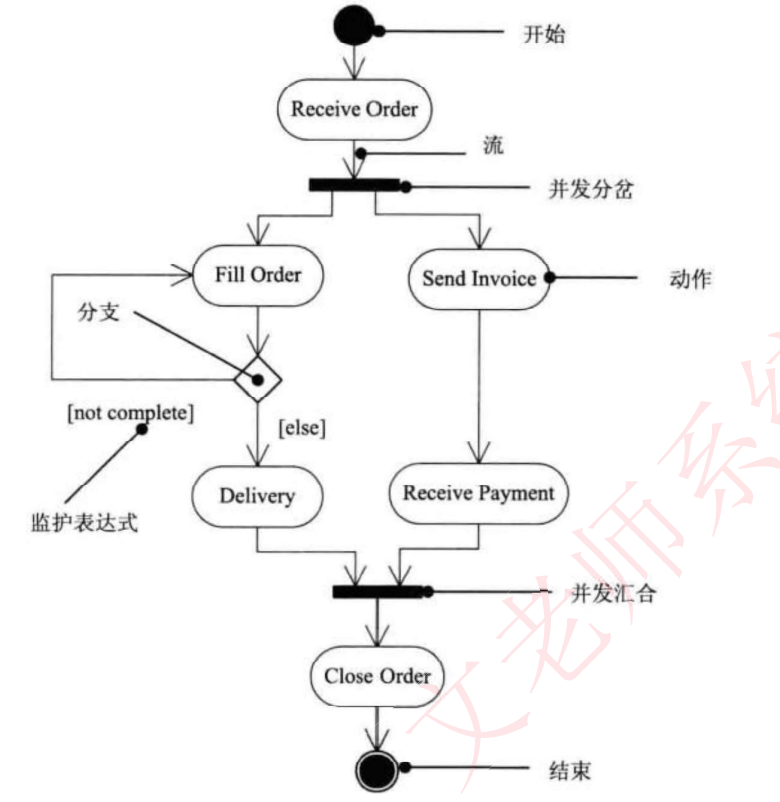 开始
Receive Order
流
并发分岔
Fill Order
Send Invoice
动作
分支
[not complete]
[else]
Delivery
Receive Payment
监护表达式
并发汇合
Close Order
结束
文老师系统